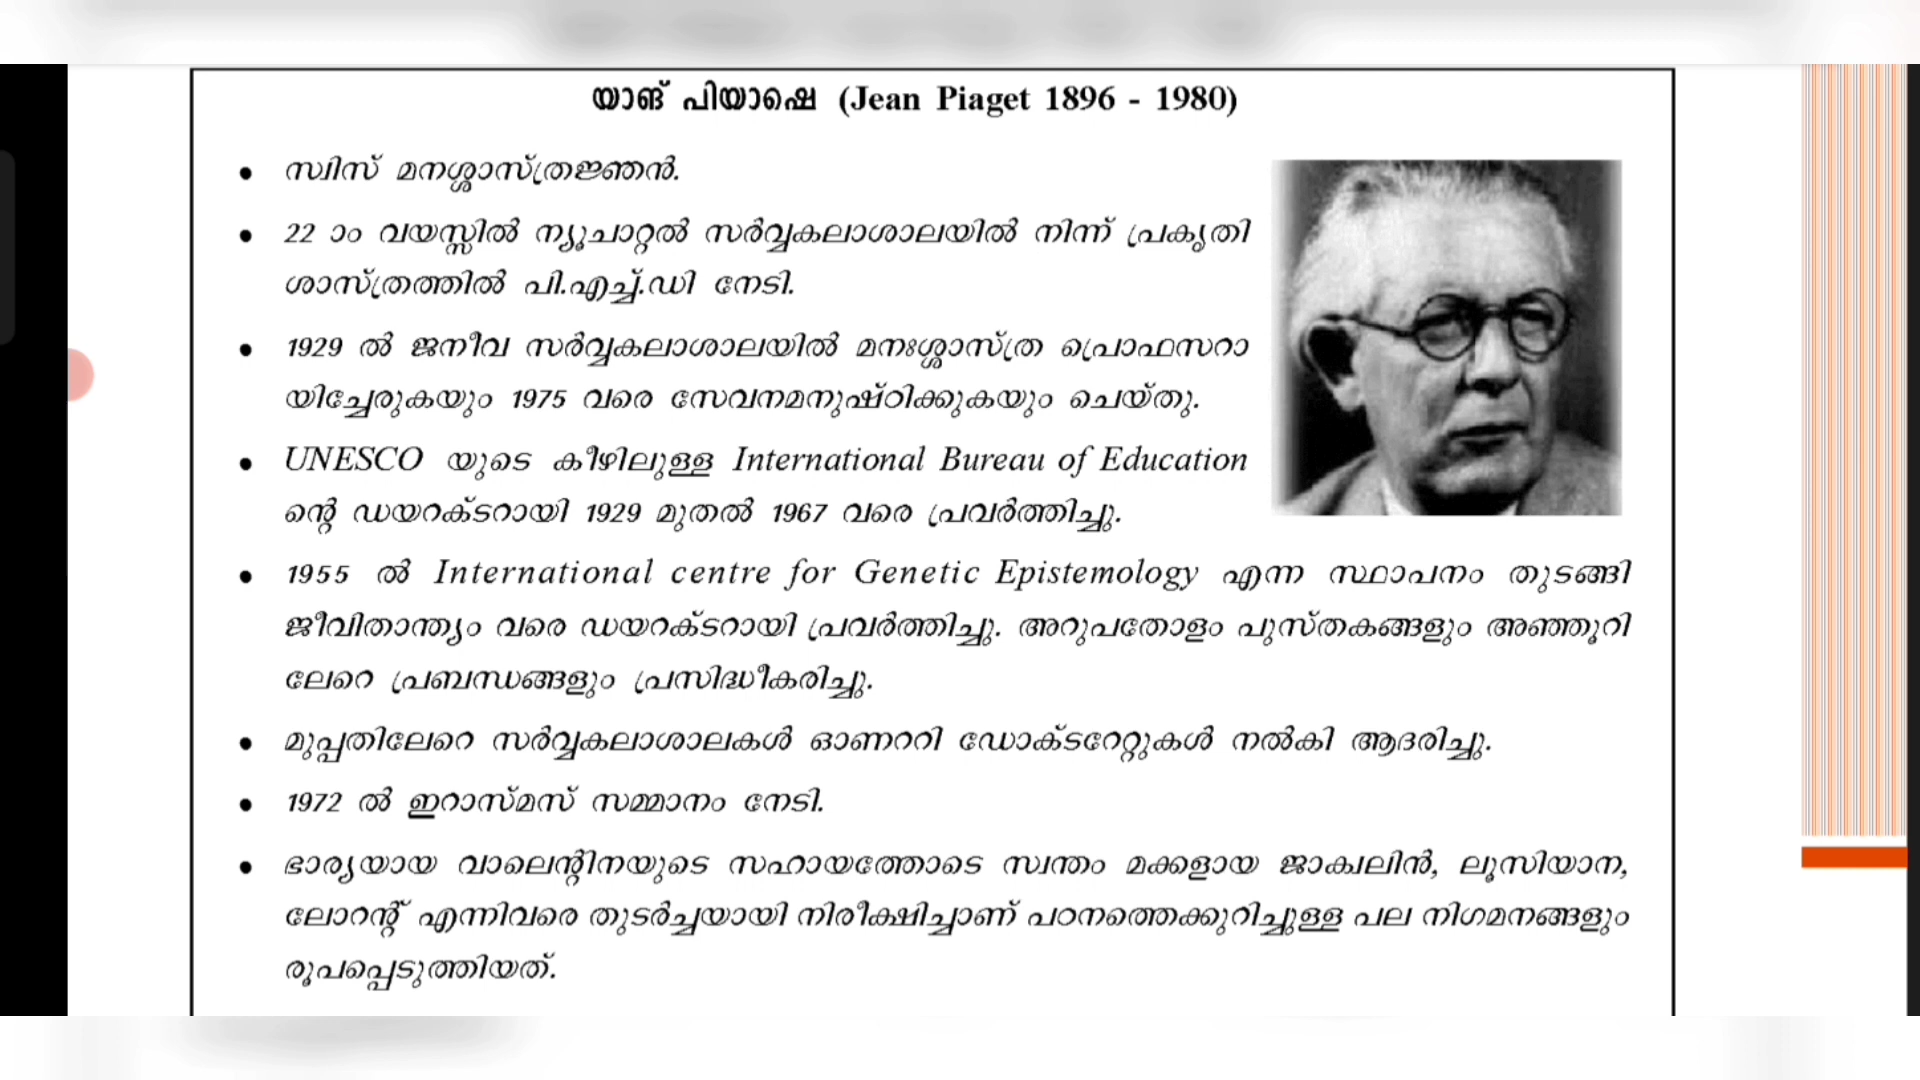 യാങ് പിയാഷെ (Jean Piaget 1896 - 1980)
• സ്വിസ് മനശ്ശാസ്ത്രജ്ഞൻ.
• 22 ാം വയസ്സിൽ ന്യൂചാറ്റൽ സർവ്വകലാശാലയിൽ നിന്ന് പ്രകൃതി
ശാസ്ത്രത്തിൽ പി.എച്ച്.ഡി നേടി.
• 1929 ൽ ജനീവ സർവ്വകലാശാലയിൽ മനഃശ്ശാസ്ത്ര പ്രൊഫസറാ
യിച്ചേരുകയും 1975 വരെ സേവനമനുഷ്ഠിക്കുകയും ചെയ്തു.
• UNESCO യുടെ കീഴിലുള്ള International Bureau of Education
ന്റെ ഡയറക്ടറായി 1929 മുതൽ 1967 വരെ പ്രവർത്തിച്ചു.
• 1955 ൽ International centre for Genetic Epistemology എന്ന സ്ഥാപനം തുടങ്ങി
ജീവിതാന്ത്യം വരെ ഡയറക്ടറായി പ്രവർത്തിച്ചു. അറുപതോളം പുസ്തകങ്ങളും അഞ്ഞൂറി
ലേറെ പ്രബന്ധങ്ങളും പ്രസിദ്ധീകരിച്ചു.
• മുപ്പതിലേറെ സർവ്വകലാശാലകൾ ഓണററി ഡോക്ടറേറ്റുകൾ നൽകി ആദരിച്ചു.
• 1972 ൽ ഇറാസ്മസ് സമ്മാനം നേടി.
• ഭാര്യയായ വാലെന്റിനയുടെ സഹായത്തോടെ സ്വന്തം മക്കളായ ജാക്വലിൻ, ലൂസിയാന,
ലോറന്റ് എന്നിവരെ തുടർച്ചയായി നിരീക്ഷിച്ചാണ് പഠനത്തെക്കുറിച്ചുള്ള പല നിഗമനങ്ങളും
രൂപപ്പെടുത്തിയത്.